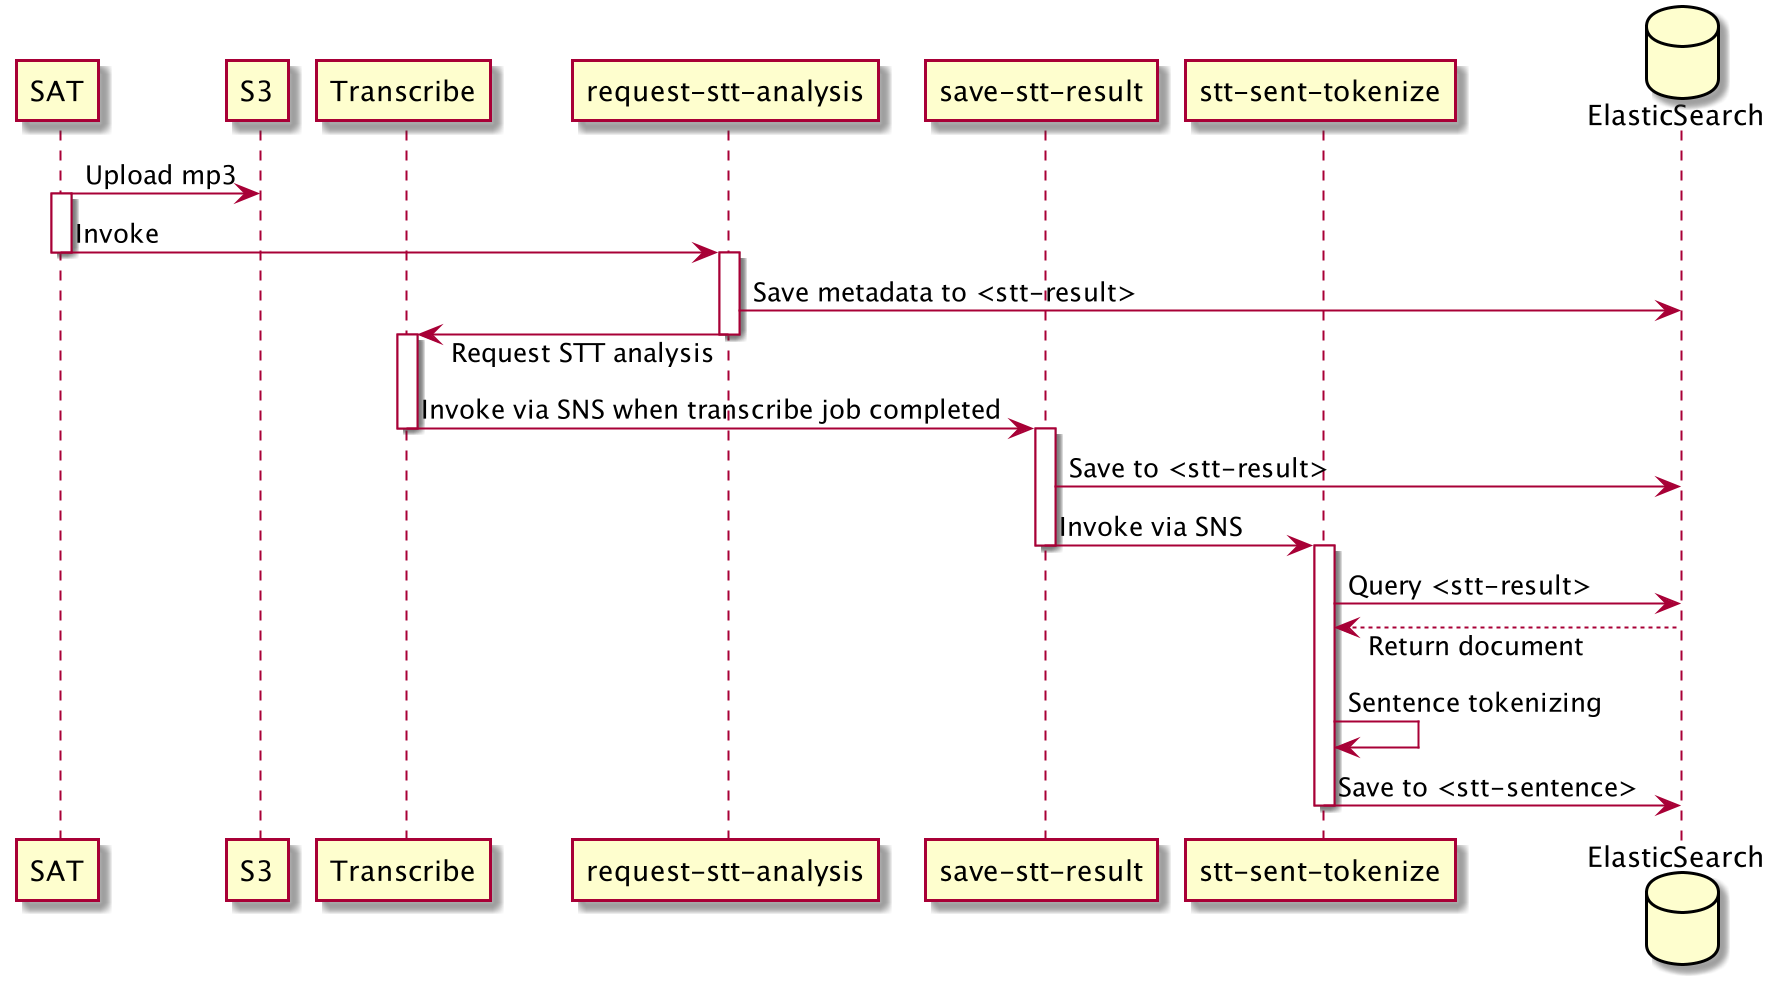 SAT
S3
Transcribe
request-stt-analysis
save-stt-result
stt-sent-tokenize
ElasticSearch
Upload mp3
Invoke
Save metadata to <stt-result>
Request STT analysis
Invoke via SNS when transcribe job completed
Save to <stt-result>
Invoke via SNS
Query <stt-result>
Return document
Sentence tokenizing
Save to <stt-sentence>
SAT
S3
Transcribe
request-stt-analysis
save-stt-result
stt-sent-tokenize
ElasticSearch